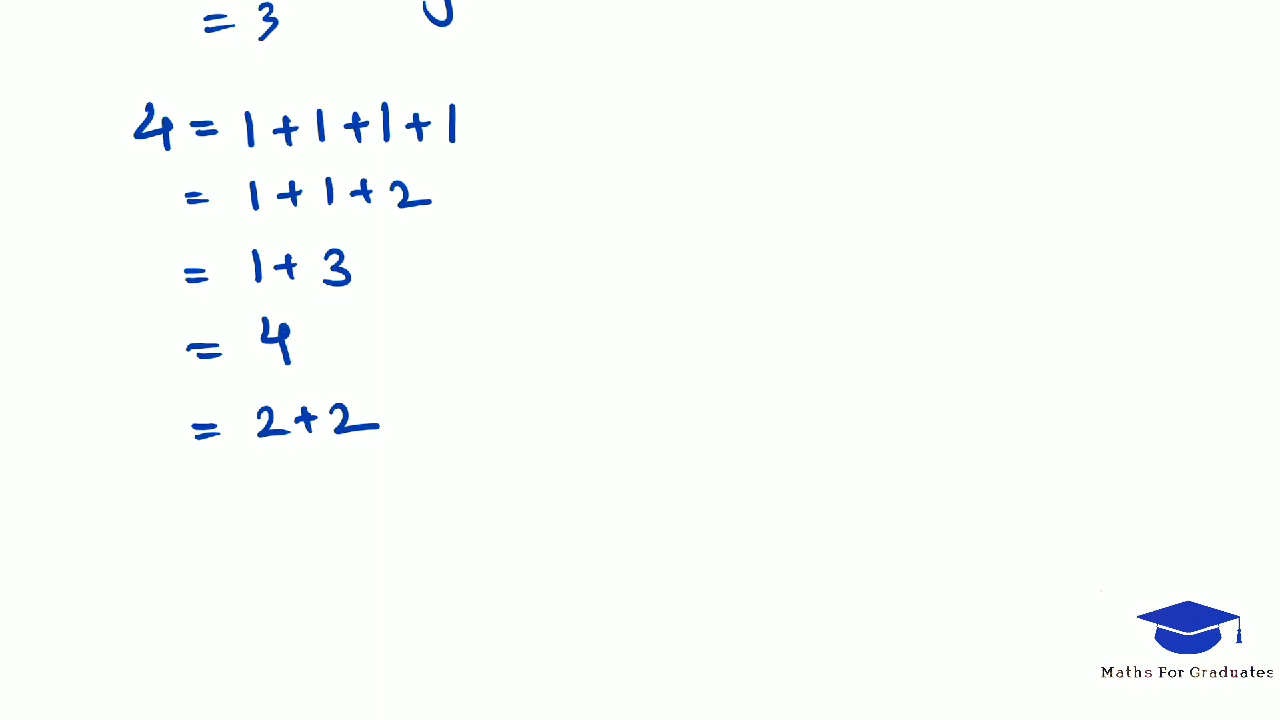 = 3
4 = 1 + 1 + 1 + 1
= 1 + 1 + 2
= 1 + 3
= 4
= 2 + 2
Maths For Graduates